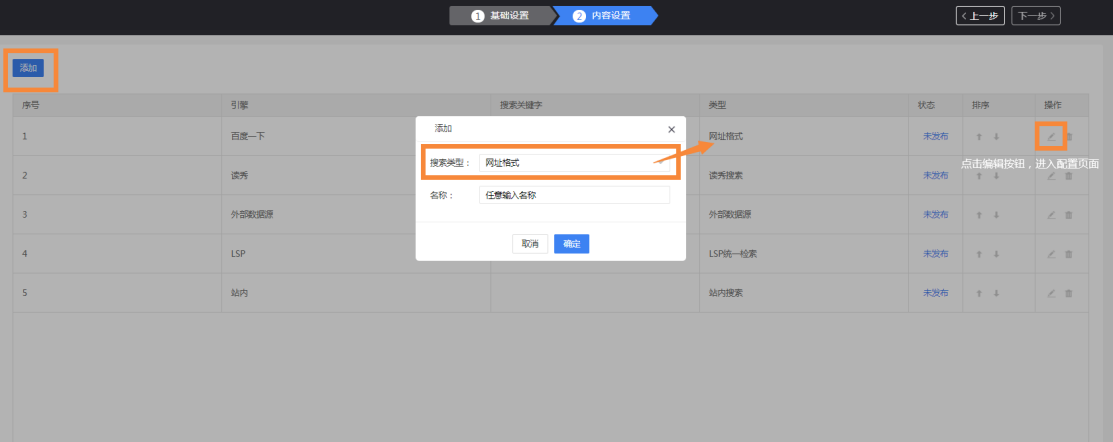 1 基础设置 2 内容设置 上一步 下一步
添加
序号 引擎 搜索关键字 类型 状态 排序 操作
添加
1 百度一下 网址格式 未发布
搜索类型： 网址格式
点击编辑按钮，进入配置页面
2 读秀 读秀搜索 未发布
名称： 任意输入名称
3 外部数据源 外部数据源 未发布
取消 确定
4 LSP LSP统一检索 未发布
5 站内 站内搜索 未发布